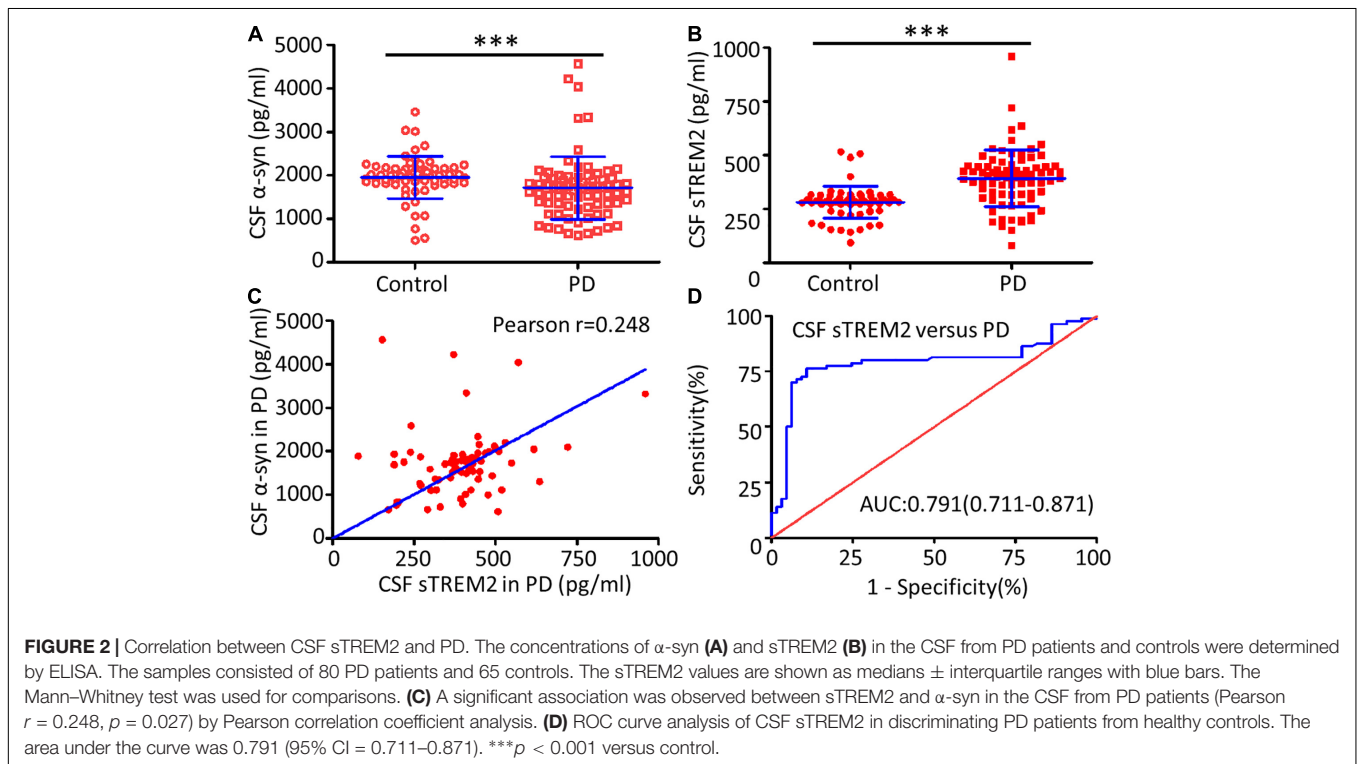 A
B
5000
4000
3000
2000
1000
0
CSF α-syn (pg/ml)
***
Control
PD
1000
750
500
250
0
CSF sTREM2 (pg/ml)
***
Control
PD
C
D
5000
4000
3000
2000
1000
0
CSF α-syn in PD (pg/ml)
Pearson r=0.248
0
250
500
750
1000
CSF sTREM2 in PD (pg/ml)
100
75
50
25
0
Sensitivity(%)
CSF sTREM2 versus PD
AUC:0.791(0.711-0.871)
0
25
50
75
100
1 - Specificity(%)
FIGURE 2 | Correlation between CSF sTREM2 and PD. The concentrations of α-syn (A) and sTREM2 (B) in the CSF from PD patients and controls were determined
by ELISA. The samples consisted of 80 PD patients and 65 controls. The sTREM2 values are shown as medians ± interquartile ranges with blue bars. The
Mann–Whitney test was used for comparisons. (C) A significant association was observed between sTREM2 and α-syn in the CSF from PD patients (Pearson
r = 0.248, p = 0.027) by Pearson correlation coefficient analysis. (D) ROC curve analysis of CSF sTREM2 in discriminating PD patients from healthy controls. The
area under the curve was 0.791 (95% CI = 0.711–0.871). ***p < 0.001 versus control.